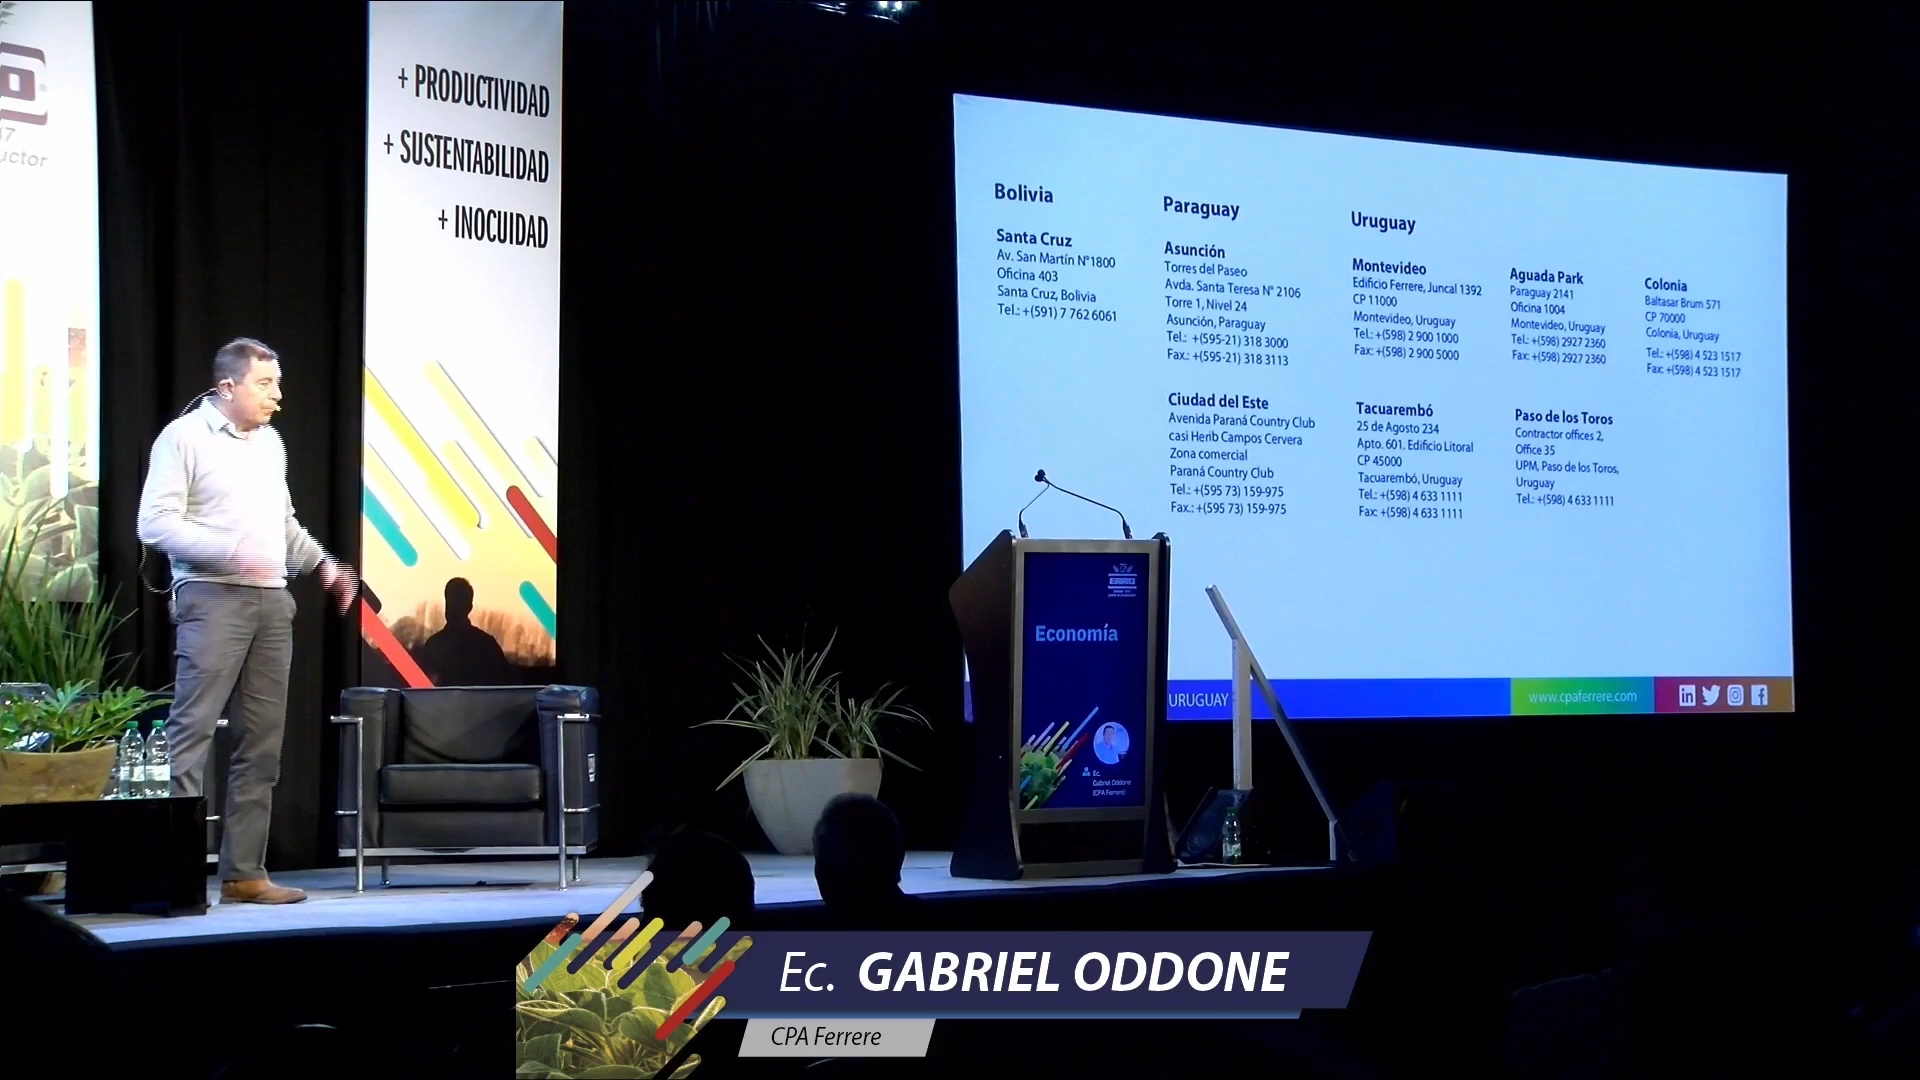 17
uctor
+ PRODUCTIVIDAD
+ SUSTENTABILIDAD
+ INOCUIDAD
Bolivia
Santa Cruz
Av. San Martín N°1800
Oficina 403
Santa Cruz, Bolivia
Tel.: +(591) 7 762 6061
Paraguay
Asunción
Torres del Paseo
Avda. Santa Teresa N° 2106
Torre 1, Nivel 24
Asunción, Paraguay
Tel.: +(595-21) 318 3000
Fax.: +(595-21) 318 3113
Ciudad del Este
Avenida Paraná Country Club
casi Herib Campos Cervera
Zona comercial
Paraná Country Club
Tel.: +(595 73) 159-975
Fax.: +(595 73) 159-975
Uruguay
Montevideo
Edificio Ferrere, Juncal 1392
CP 11000
Montevideo, Uruguay
Tel.: +(598) 2 900 1000
Fax: +(598) 2 900 5000
Aguada Park
Paraguay 2141
Oficina 1004
Montevideo, Uruguay
Tel.: +(598) 2927 2360
Fax: +(598) 2927 2360
Colonia
Baltasar Brum 571
CP 70000
Colonia, Uruguay
Tel.: +(598) 4 523 1517
Fax: +(598) 4 523 1517
Tacuarembó
25 de Agosto 234
Apto. 601. Edificio Litoral
CP 45000
Tacuarembó, Uruguay
Tel.: +(598) 4 633 1111
Fax: +(598) 4 633 1111
Paso de los Toros
Contractor offices 2,
Office 35
UPM, Paso de los Toros,
Uruguay
Tel.: +(598) 4 633 1111
URUGUAY
www.cpaferrere.com
Economía
Ec.
Gabriel Oddone
(CPA Ferrere)
Ec. GABRIEL ODDONE
CPA Ferrere